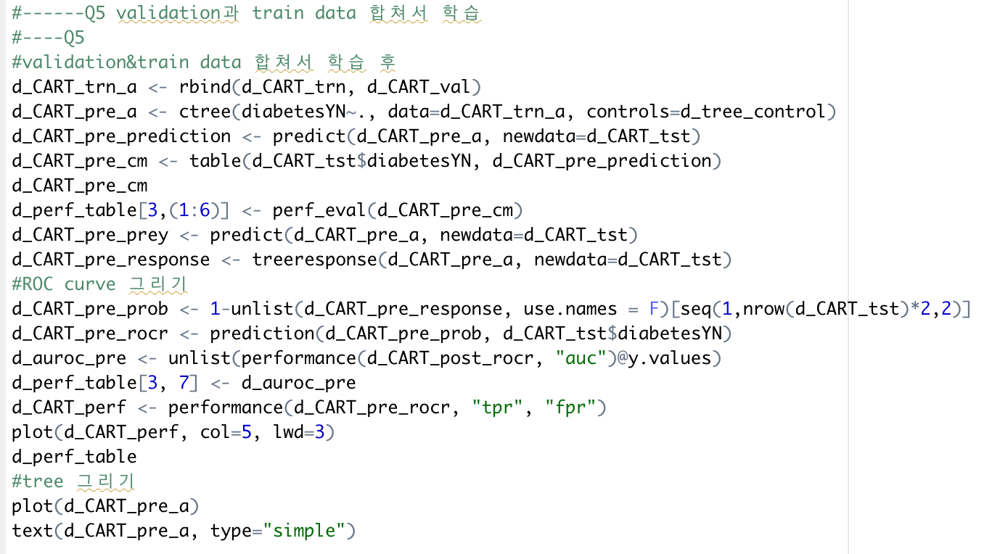 #------Q5 validation과 train data 합쳐서 학습
#----Q5
#validation&train data 합쳐서 학습 후
d_CART_trn_a <- rbind(d_CART_trn, d_CART_val)
d_CART_pre_a <- ctree(diabetesYN~., data=d_CART_trn_a, controls=d_tree_control)
d_CART_pre_prediction <- predict(d_CART_pre_a, newdata=d_CART_tst)
d_CART_pre_cm <- table(d_CART_tst$diabetesYN, d_CART_pre_prediction)
d_CART_pre_cm
d_perf_table[3,(1:6)] <- perf_eval(d_CART_pre_cm)
d_CART_pre_prey <- predict(d_CART_pre_a, newdata=d_CART_tst)
d_CART_pre_response <- treeresponse(d_CART_pre_a, newdata=d_CART_tst)
#ROC curve 그리기
d_CART_pre_prob <- 1-unlist(d_CART_pre_response, use.names = F)[seq(1,nrow(d_CART_tst)*2,2)]
d_CART_pre_rocr <- prediction(d_CART_pre_prob, d_CART_tst$diabetesYN)
d_auroc_pre <- unlist(performance(d_CART_post_rocr, "auc")@y.values)
d_perf_table[3, 7] <- d_auroc_pre
d_CART_perf <- performance(d_CART_pre_rocr, "tpr", "fpr")
plot(d_CART_perf, col=5, lwd=3)
d_perf_table
#tree 그리기
plot(d_CART_pre_a)
text(d_CART_pre_a, type="simple")